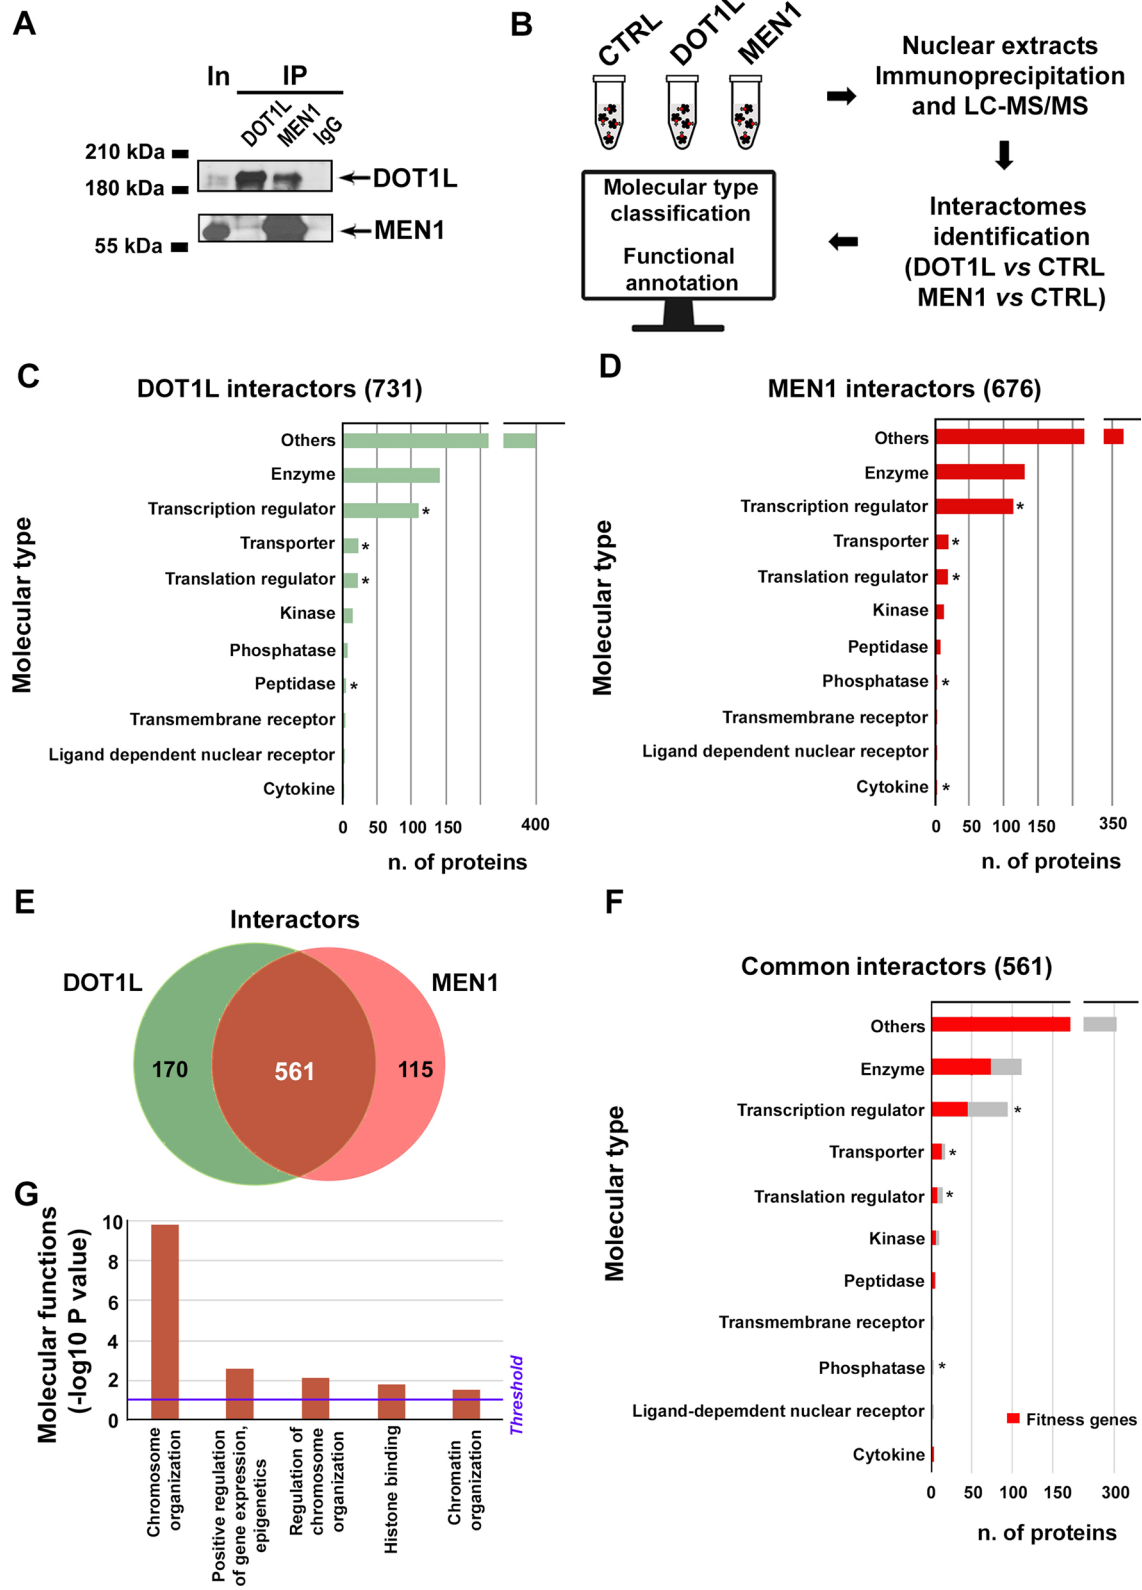 A
In
IP
DOT1L
MEN1
IgG
210 kDa
180 kDa
DOT1L
55 kDa
MEN1
B
CTRL
DOT1L
MEN1
Nuclear extracts
Immunoprecipitation
and LC-MS/MS
Interactomes
identification
(DOT1L vs CTRL
MEN1 vs CTRL)
Molecular type
classification
Functional
annotation
C
DOT1L interactors (731)
Molecular type
Others
Enzyme
Transcription regulator *
Transporter *
Translation regulator *
Kinase
Phosphatase
Peptidase *
Transmembrane receptor
Ligand dependent nuclear receptor
Cytokine
0 50 100 150 400
n. of proteins
D
MEN1 interactors (676)
Molecular type
Others
Enzyme
Transcription regulator *
Transporter *
Translation regulator *
Kinase
Peptidase
Phosphatase *
Transmembrane receptor
Ligand dependent nuclear receptor
Cytokine *
0 50 100 150 350
n. of proteins
E
Interactors
DOT1L
MEN1
170
561
115
F
Common interactors (561)
Molecular type
Others
Enzyme
Transcription regulator *
Transporter *
Translation regulator *
Kinase
Peptidase
Transmembrane receptor
Phosphatase *
Ligand-depemdent nuclear receptor
Cytokine
Fitness genes
0 50 100 150 300
n. of proteins
G
Molecular functions
(-log10 P value)
10
8
6
4
2
0
Threshold
Chromosome
organization
Positive regulation
of gene expression,
epigenetics
Regulation of
chromosome
organization
Histone binding
Chromatin
organization